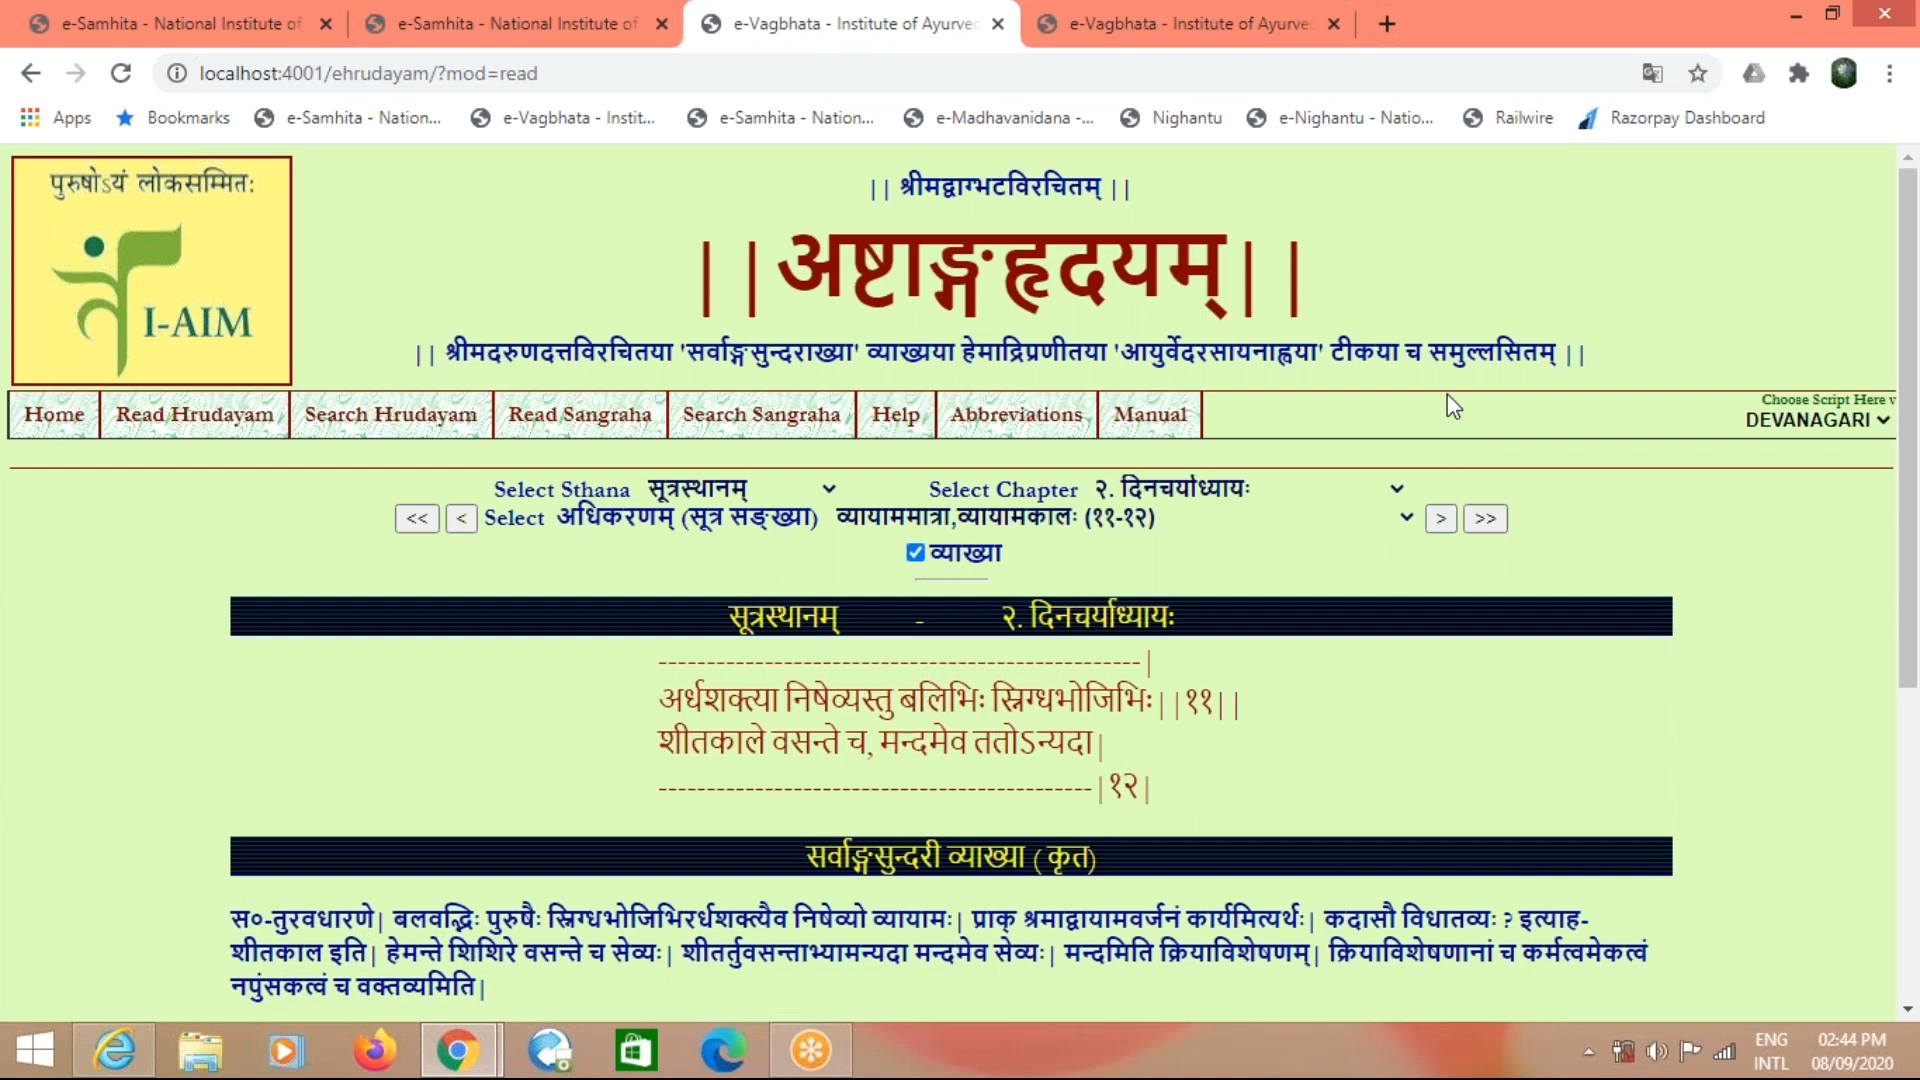 e-Samhita - National Institute of
e-Samhita - National Institute of
e-Vagbhata - Institute of Ayurve
e-Vagbhata - Institute of Ayurve
localhost:4001/ehrudayam/?mod=read
Apps
Bookmarks
e-Samhita - Nation...
e-Vagbhata - Instit...
e-Samhita - Nation...
e-Madhavanidana -...
Nighantu
e-Nighantu - Natio...
Railwire
Razorpay Dashboard
पुरुषोऽयं लोकसम्मितः
I-AIM
|| श्रीमद्वाग्भटविरचितम् ||
||अष्टाङ्गहृदयम्||
|| श्रीमदरुणदत्तविरचितया 'सर्वाङ्गसुन्दराख्या' व्याख्यया हेमाद्रिप्रणीतया 'आयुर्वेदरसायनाह्वया' टीकया च समुल्लसितम् ||
Home
Read Hrudayam
Search Hrudayam
Read Sangraha
Search Sangraha
Help
Abbreviations
Manual
Choose Script Here v
DEVANAGARI
Select Sthana सूत्रस्थानम्
Select Chapter २. दिनचर्याध्यायः
<< < Select अधिकरणम् (सूत्र सङ्ख्या) व्यायाममात्रा,व्यायामकालः (११-१२) > >>
व्याख्या
सूत्रस्थानम् - २. दिनचर्याध्यायः
--------------------------------------------------|
अर्धशक्त्या निषेव्यस्तु बलिभिः स्निग्धभोजिभिः||११||
शीतकाले वसन्ते च, मन्दमेव ततोऽन्यदा|
---------------------------------------------|१२|
सर्वाङ्गसुन्दरी व्याख्या ( कृत)
स०-तुरवधारणे| बलवद्भिः पुरुषैः स्निग्धभोजिभिरर्धशक्त्यैव निषेव्यो व्यायामः| प्राक् श्रमाद्व्यायामवर्जनं कार्यमित्यर्थः| कदासौ विधातव्यः ? इत्याह-
शीतकाल इति| हेमन्ते शिशिरे वसन्ते च सेव्यः| शीतर्तुवसन्ताभ्यामन्यदा मन्दमेव सेव्यः| मन्दमिति क्रियाविशेषणम्| क्रियाविशेषणानां च कर्मत्वमेकत्वं
नपुंसकत्वं च वक्तव्यमिति|
ENG
INTL
02:44 PM
08/09/2020